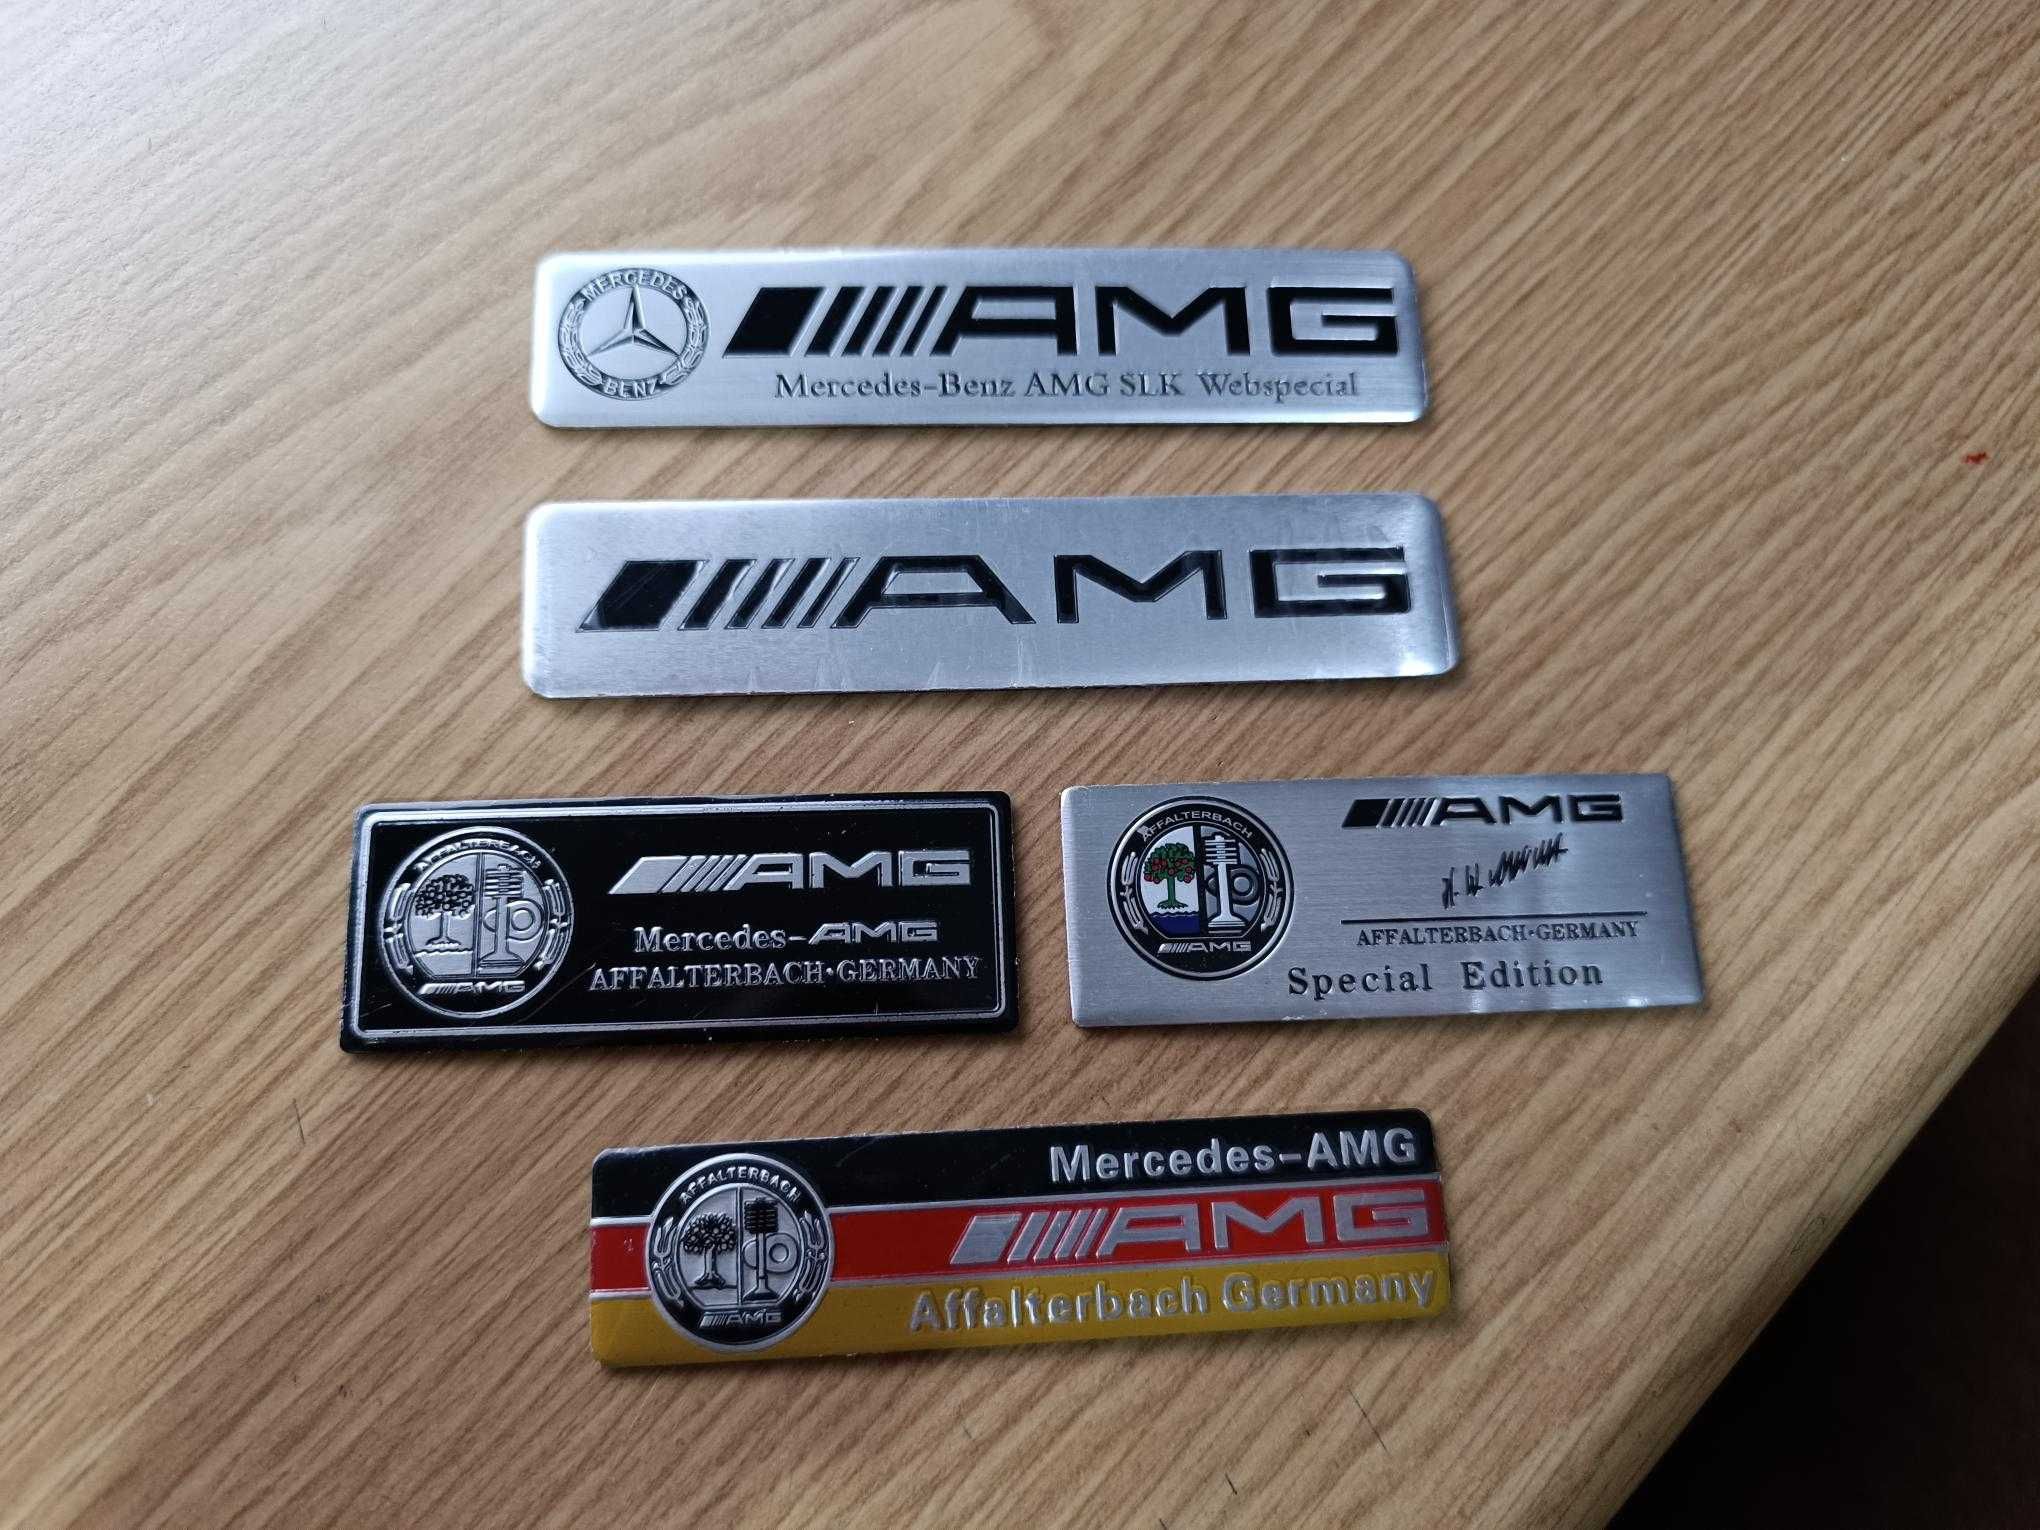 MERCEDES
BENZ
AMG
Mercedes-Benz AMG SLK Webspecial
AMG
AFFALTERBACH
AMG
AMG
Mercedes-AMG
AFFALTERBACH·GERMANY
AFFALTERBACH
AMG
AMG
AFFALTERBACH·GERMANY
Special Edition
AFFALTERBACH
AMG
Mercedes-AMG
AMG
Affalterbach Germany